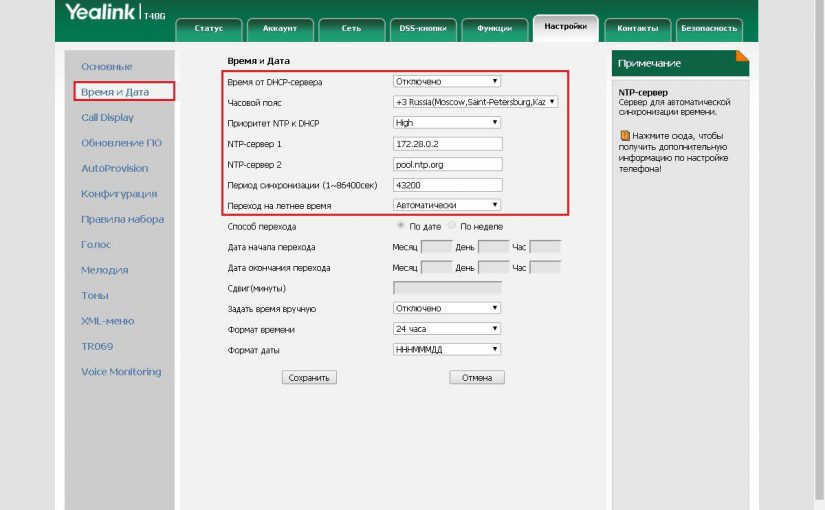 Yealink T48G
Статус Аккаунт Сеть DSS-кнопки Функции Настройки Контакты Безопасность
Основные
Время и Дата
Call Display
Обновление ПО
AutoProvision
Конфигурация
Правила набора
Голос
Мелодия
Тоны
XML-меню
TR069
Voice Monitoring
Время и Дата
Время от DHCP-сервера Отключено
Часовой пояс +3 Russia(Moscow,Saint-Petersburg,Kaz
Приоритет NTP к DHCP High
NTP-сервер 1 172.28.0.2
NTP-сервер 2 pool.ntp.org
Период синхронизации (1~86400сек) 43200
Переход на летнее время Автоматически
Способ перехода По дате По неделе
Дата начала перехода Месяц День Час
Дата окончания перехода Месяц День Час
Сдвиг(минуты)
Задать время вручную Отключено
Формат времени 24 часа
Формат даты НННМММДД
Сохранить Отмена
Примечание
NTP-сервер
Сервер для автоматической
синхронизации времени.
Нажмите сюда, чтобы
получить дополнительную
информацию по настройке
телефона!